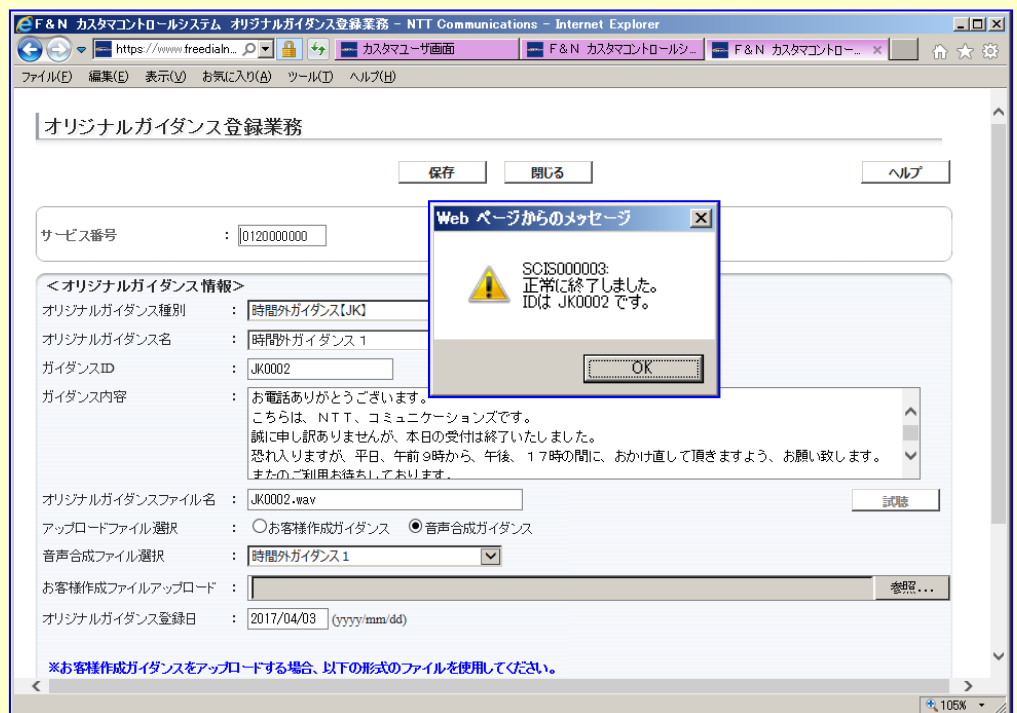 F&N カスタマコントロールシステム オリジナルガイダンス登録業務 - NTT Communications - Internet Explorer
https://www.freedialn... カスタマユーザ画面 F&N カスタマコントロールシ... F&N カスタマコントロー... ×
ファイル(F) 編集(E) 表示(V) お気に入り(A) ツール(T) ヘルプ(H)
オリジナルガイダンス登録業務
保存 閉じる ヘルプ
Web ページからのメッセージ
SCIS000003:
正常に終了しました。
IDは JK0002 です。
OK
サービス番号 : 0120000000
<オリジナルガイダンス情報>
オリジナルガイダンス種別 : 時間外ガイダンス【JK】
オリジナルガイダンス名 : 時間外ガイダンス1
ガイダンスID : JK0002
ガイダンス内容 : お電話ありがとうございます。
こちらは、NTT、コミュニケーションズです。
誠に申し訳ありませんが、本日の受付は終了いたしました。
恐れ入りますが、平日、午前9時から、午後、17時の間に、おかけ直して頂きますよう、お願い致します。
またのご利用お待ちしております。
オリジナルガイダンスファイル名 : JK0002.wav 試聴
アップロードファイル選択 : お客様作成ガイダンス 音声合成ガイダンス
音声合成ファイル選択 : 時間外ガイダンス1
お客様作成ファイルアップロード : 参照...
オリジナルガイダンス登録日 : 2017/04/03 (yyyy/mm/dd)
※お客様作成ガイダンスをアップロードする場合、以下の形式のファイルを使用してください。
105%